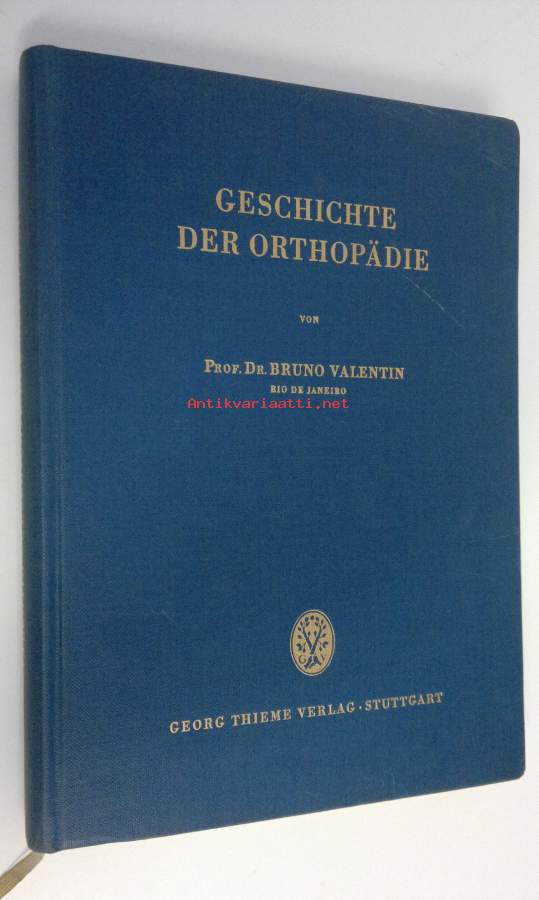 GESCHICHTE
DER ORTHOPÄDIE
VON
PROF. DR. BRUNO VALENTIN
RIO DE JANEIRO
Antikvariaatti.net
G V
GEORG THIEME VERLAG · STUTTGART